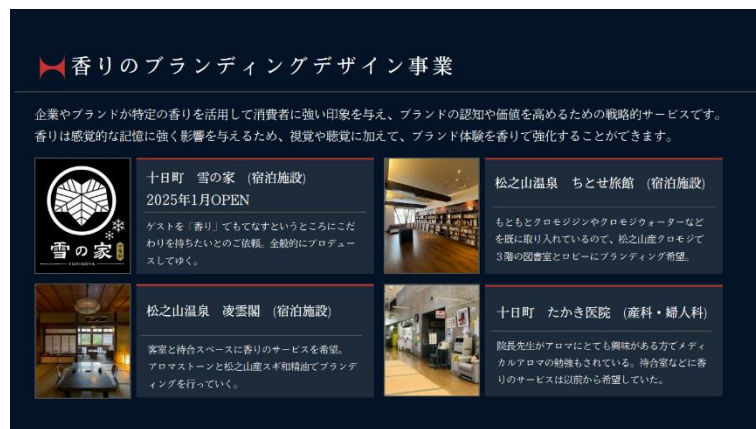 香りのブランディングデザイン事業
企業やブランドが特定の香りを活用して消費者に強い印象を与え、ブランドの認知や価値を高めるための戦略的サービスです。
香りは感覚的な記憶に強く影響を与えるため、視覚や聴覚に加えて、ブランド体験を香りで強化することができます。
雪の家
YUKINOYA
十日町 雪の家 (宿泊施設)
2025年1月OPEN
ゲストを「香り」でもてなすというところにこだ
わりを持ちたいとのご依頼。全般的にプロデュー
スしてゆく。
松之山温泉 ちとせ旅館 (宿泊施設)
もともとクロモジジンやクロモジウォーターなど
を既に取り入れているので、松之山産クロモジで
３階の図書室とロビーにブランディング希望。
松之山温泉 凌雲閣 (宿泊施設)
客室と待合スペースに香りのサービスを希望。
アロマストーンと松之山産スギ和精油でブランデ
ィングを行っていく。
十日町 たかき医院 (産科・婦人科)
院長先生がアロマにとても興味がある方でメディ
カルアロマの勉強もされている。待合室などに香
りのサービスは以前から希望していた。